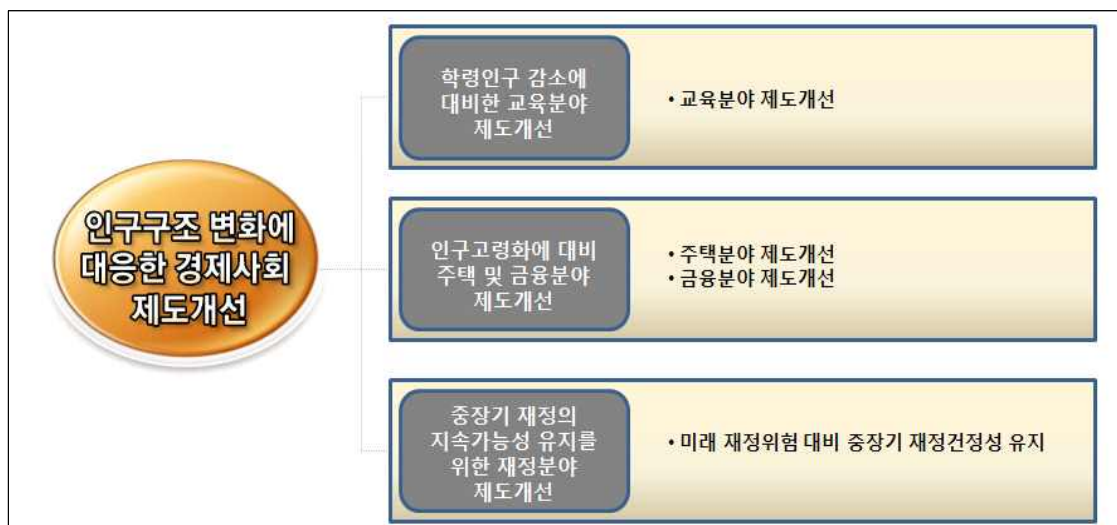 인구구조 변화에
대응한 경제사회
제도개선
학령인구 감소에
대비한 교육분야
제도개선
• 교육분야 제도개선
인구고령화에 대비
주택 및 금융분야
제도개선
• 주택분야 제도개선
• 금융분야 제도개선
중장기 재정의
지속가능성 유지를
위한 재정분야
제도개선
• 미래 재정위험 대비 중장기 재정건정성 유지